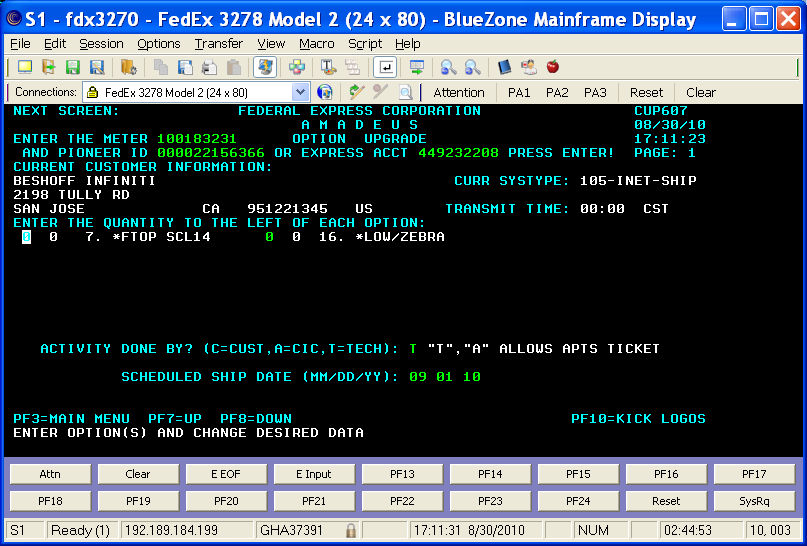 S1 - fdx3270 - FedEx 3278 Model 2 (24 x 80) - BlueZone Mainframe Display
File Edit Session Options Transfer View Macro Script Help
Connections: FedEx 3278 Model 2 (24 x 80) Attention PA1 PA2 PA3 Reset Clear
NEXT SCREEN: FEDERAL EXPRESS CORPORATION CUP607
A M A D E U S 08/30/10
ENTER THE METER 100183231 OPTION UPGRADE 17:11:23
AND PIONEER ID 000022156366 OR EXPRESS ACCT 449232208 PRESS ENTER! PAGE: 1
CURRENT CUSTOMER INFORMATION:
BESHOFF INFINITI CURR SYSTYPE: 105-INET-SHIP
2198 TULLY RD
SAN JOSE CA 951221345 US TRANSMIT TIME: 00:00 CST
ENTER THE QUANTITY TO THE LEFT OF EACH OPTION:
0 0 7. *FTOP SCL14 0 0 16. *LOW/ZEBRA
ACTIVITY DONE BY? (C=CUST,A=CIC,T=TECH): T "T","A" ALLOWS APTS TICKET
SCHEDULED SHIP DATE (MM/DD/YY): 09 01 10
PF3=MAIN MENU PF7=UP PF8=DOWN PF10=KICK LOGOS
ENTER OPTION(S) AND CHANGE DESIRED DATA
Attn Clear E EOF E Input PF13 PF14 PF15 PF16 PF17
PF18 PF19 PF20 PF21 PF22 PF23 PF24 Reset SysRq
S1 Ready (1) 192.189.184.199 GHA37391 17:11:31 8/30/2010 NUM 02:44:53 10, 003